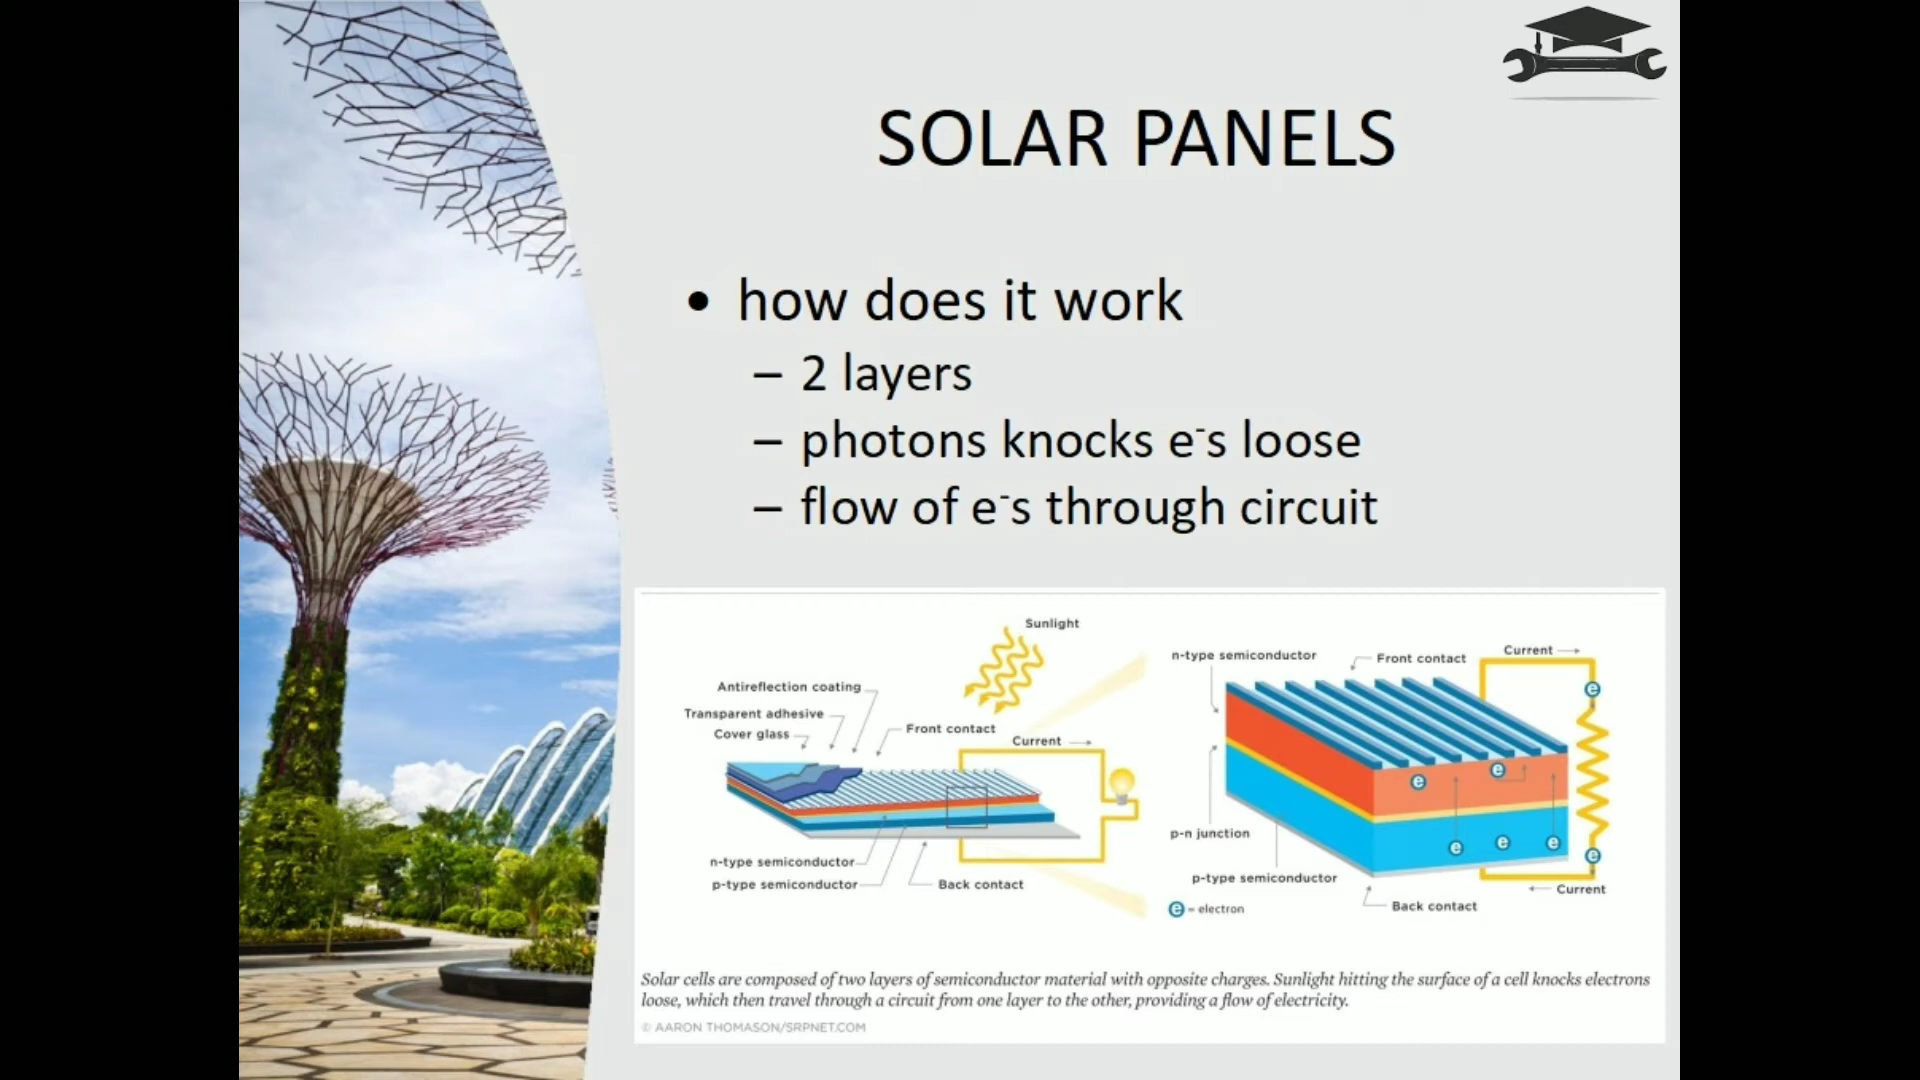 SOLAR PANELS
• how does it work
– 2 layers
– photons knocks e⁻s loose
– flow of e⁻s through circuit
Sunlight
Antireflection coating
Transparent adhesive
Cover glass
Front contact
Current
n-type semiconductor
p-type semiconductor
Back contact
n-type semiconductor
Front contact
Current
e
e
e
p-n junction
e
e
e
e
p-type semiconductor
Current
Back contact
e = electron
Solar cells are composed of two layers of semiconductor material with opposite charges. Sunlight hitting the surface of a cell knocks electrons
loose, which then travel through a circuit from one layer to the other, providing a flow of electricity.
© AARON THOMASON/SRPNET.COM